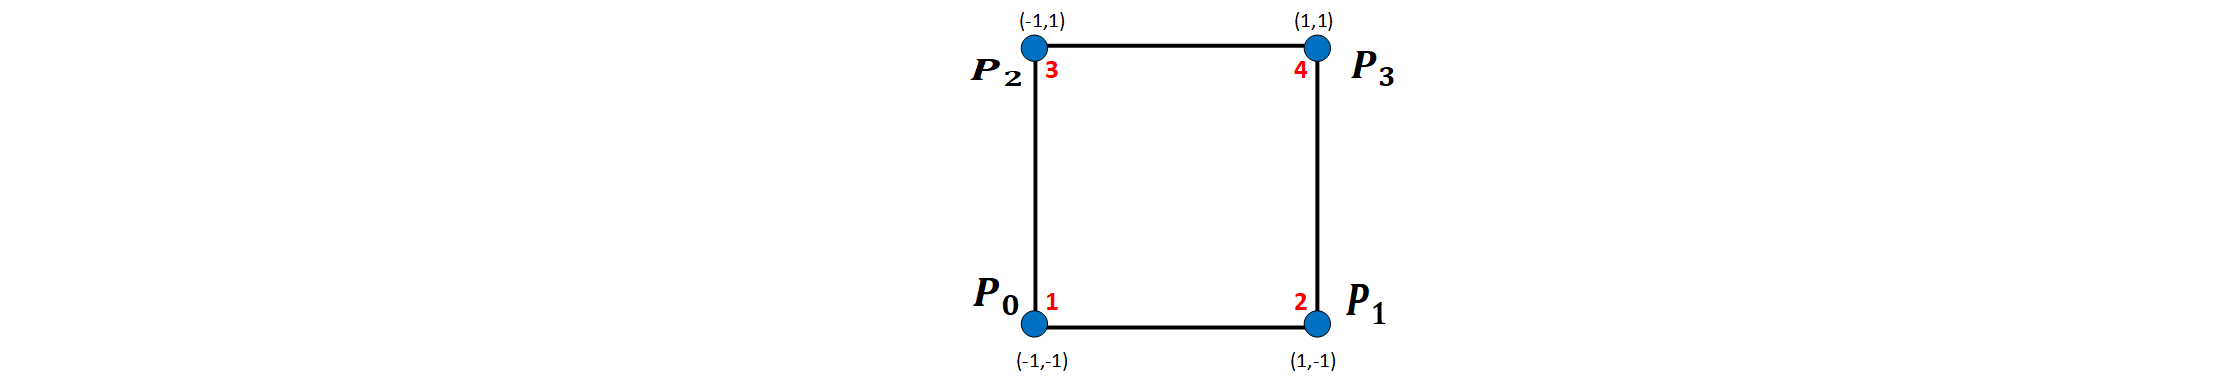 (-1,1) (1,1)
P2 3 4 P3
P0 1 2 P1
(-1,-1) (1,-1)